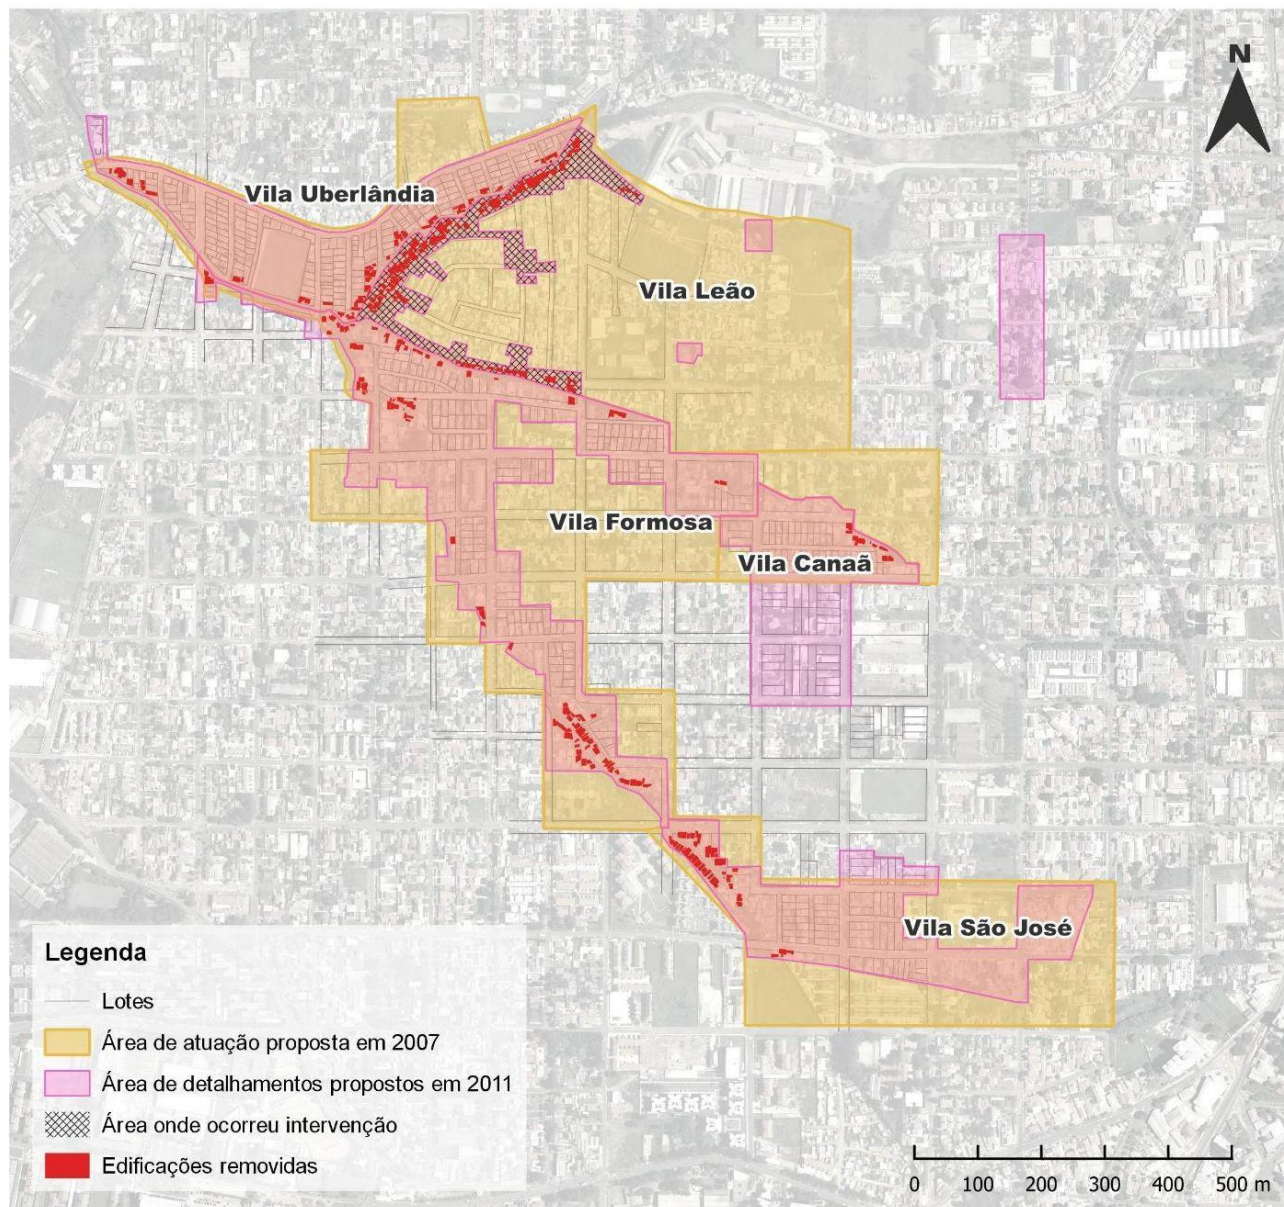 N
Vila Uberlândia
Vila Leão
Vila Formosa
Vila Canaã
Vila São José
Legenda
Lotes
Área de atuação proposta em 2007
Área de detalhamentos propostos em 2011
Área onde ocorreu intervenção
Edificações removidas
0 100 200 300 400 500 m